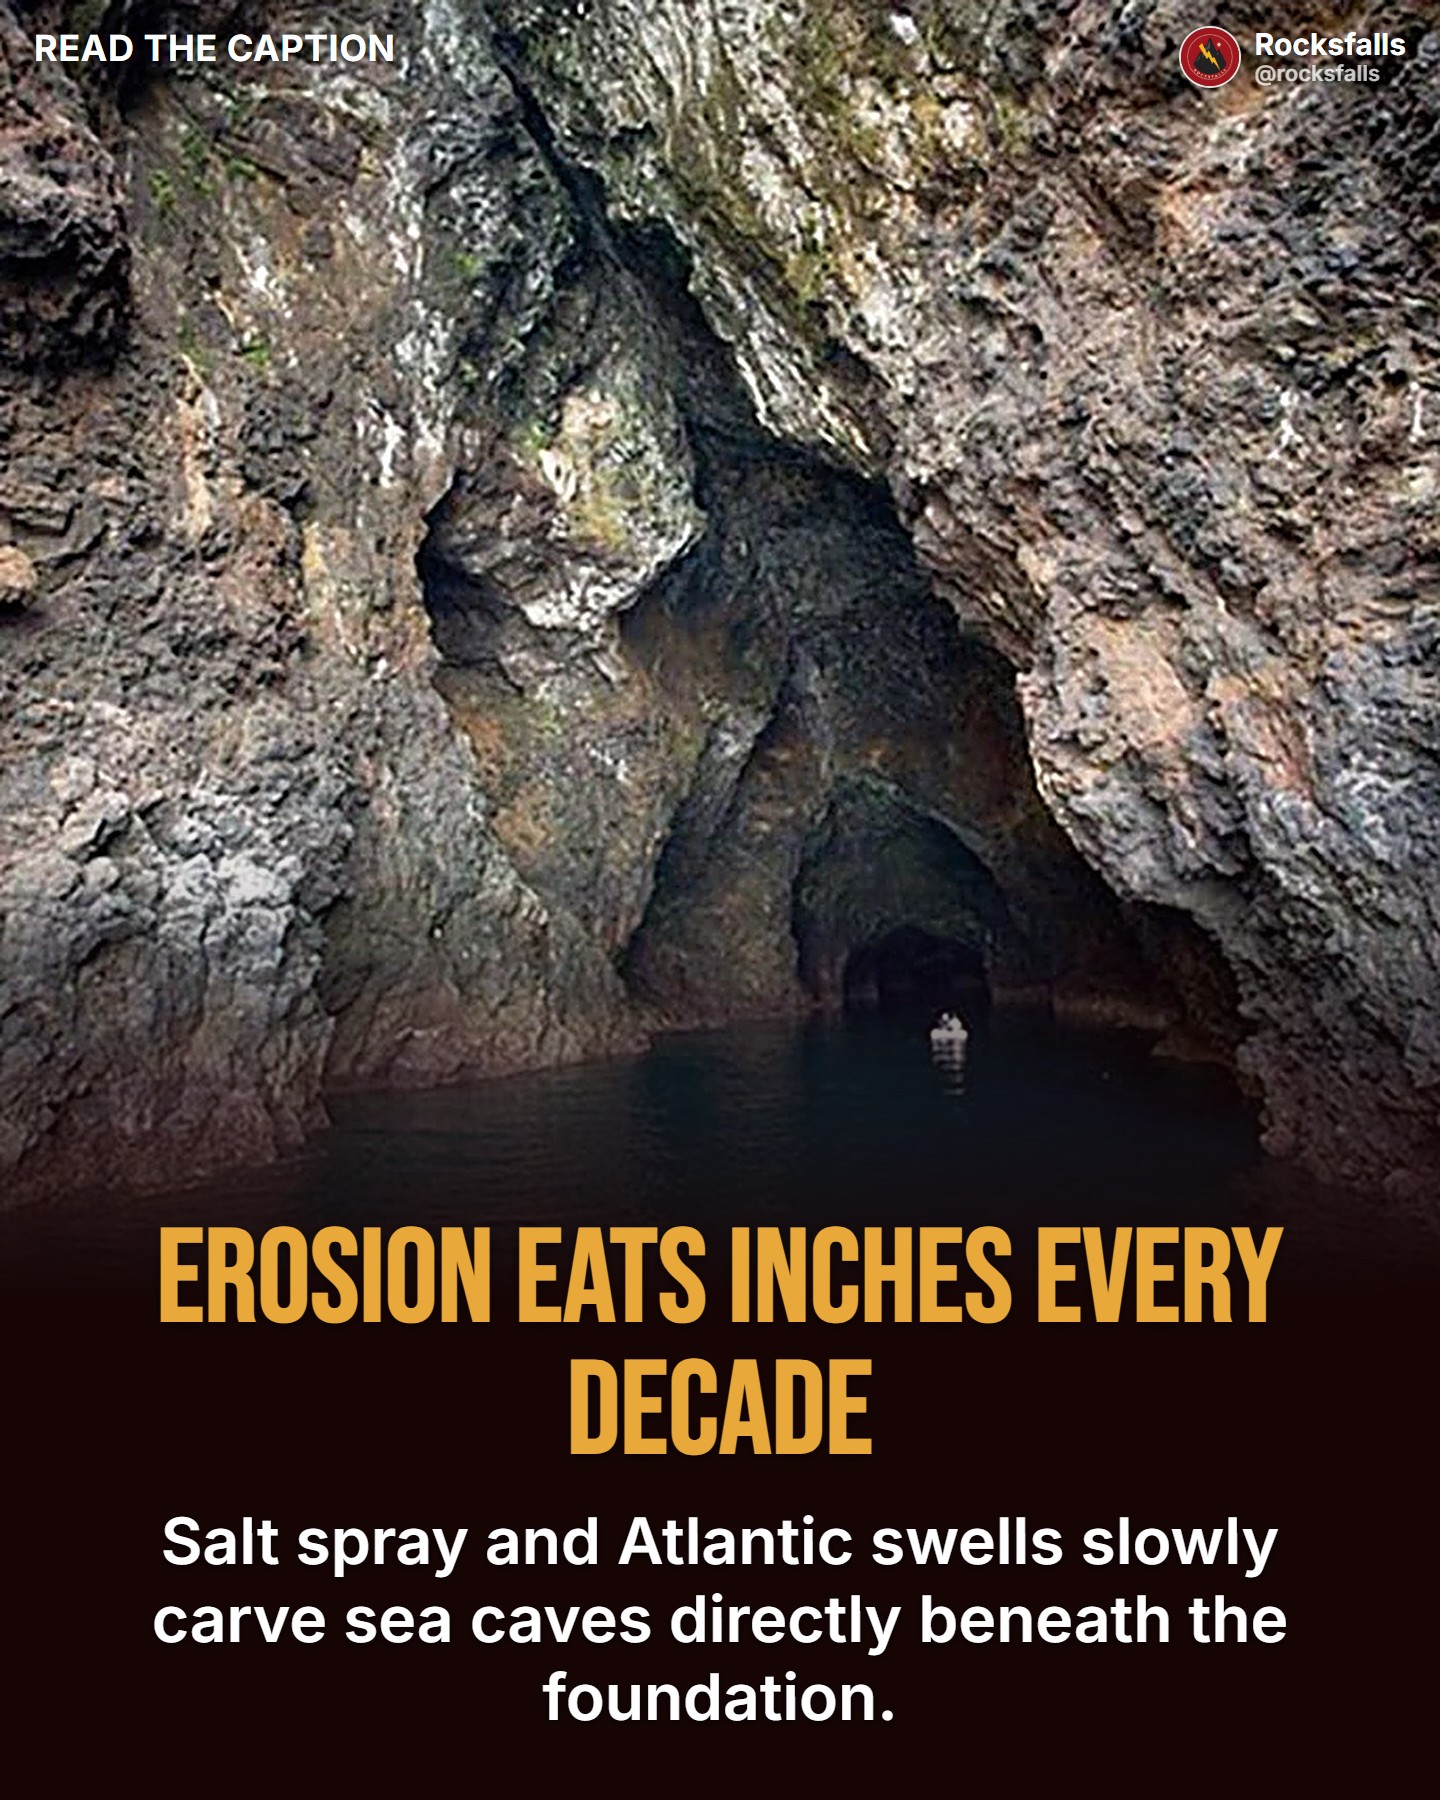 READ THE CAPTION
Rocksfalls
@rocksfalls
EROSION EATS INCHES EVERY
DECADE
Salt spray and Atlantic swells slowly
carve sea caves directly beneath the
foundation.